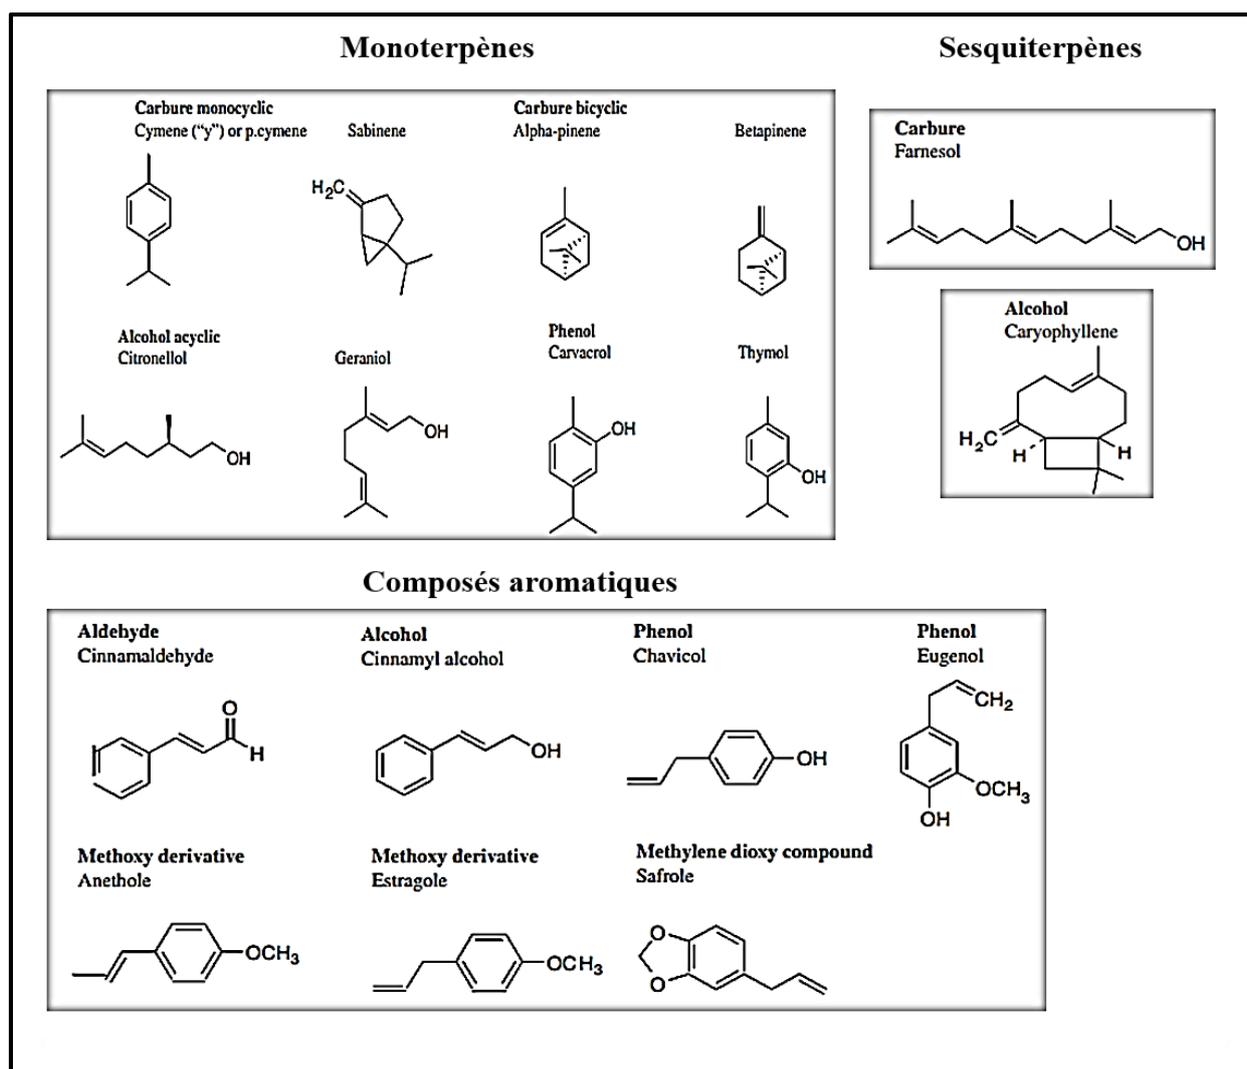 Monoterpènes
Sesquiterpènes
Carbure monocyclic
Cymene (“y”) or p.cymene
Sabinene
H₂C
Carbure bicyclic
Alpha-pinene
Betapinene
Carbure
Farnesol
OH
Alcohol acyclic
Citronellol
OH
Geraniol
OH
Phenol
Carvacrol
OH
Thymol
OH
Alcohol
Caryophyllene
H₂C
H
H
Composés aromatiques
Aldehyde
Cinnamaldehyde
O
H
Alcohol
Cinnamyl alcohol
OH
Phenol
Chavicol
OH
Phenol
Eugenol
CH₂
OCH₃
OH
Methoxy derivative
Anethole
OCH₃
Methoxy derivative
Estragole
OCH₃
Methylene dioxy compound
Safrole
O
O